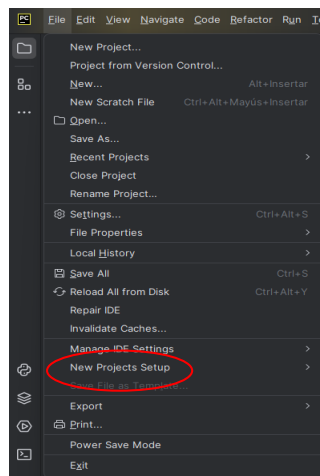 PC File Edit View Navigate Code Refactor Run
New Project...
Project from Version Control...
New... Alt+Insertar
New Scratch File Ctrl+Alt+Mayús+Insertar
Open...
Save As...
Recent Projects
Close Project
Rename Project...
Settings... Ctrl+Alt+S
File Properties
Local History
Save All Ctrl+S
Reload All from Disk Ctrl+Alt+Y
Repair IDE
Invalidate Caches...
Manage IDE Settings
New Projects Setup
Save File as Template...
Export
Print...
Power Save Mode
Exit